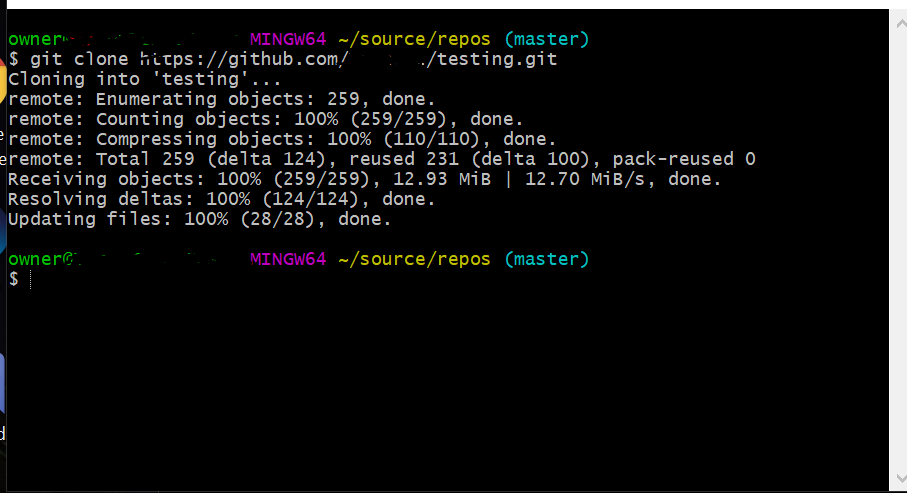 owner MINGW64 ~/source/repos (master)
$ git clone https://github.com/ ./testing.git
Cloning into 'testing'...
remote: Enumerating objects: 259, done.
remote: Counting objects: 100% (259/259), done.
remote: Compressing objects: 100% (110/110), done.
remote: Total 259 (delta 124), reused 231 (delta 100), pack-reused 0
Receiving objects: 100% (259/259), 12.93 MiB | 12.70 MiB/s, done.
Resolving deltas: 100% (124/124), done.
Updating files: 100% (28/28), done.
owner@ MINGW64 ~/source/repos (master)
$